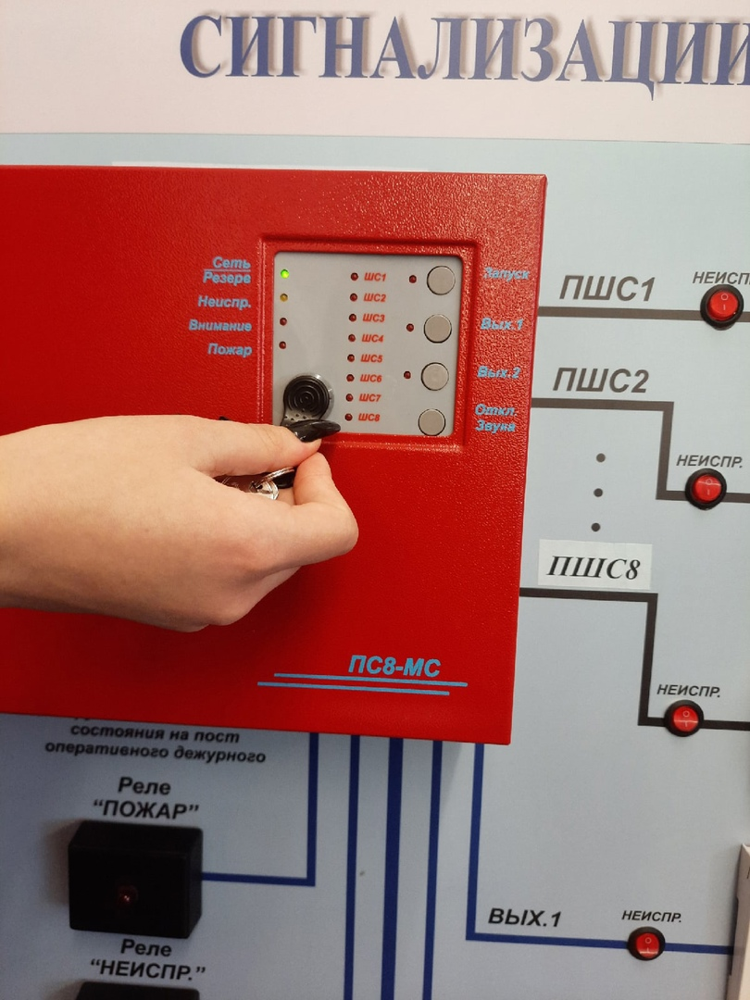 СИГНАЛИЗАЦИИ
Сеть
Резерв
Неиспр.
Внимание
Пожар
ШС1
ШС2
ШС3
ШС4
ШС5
ШС6
ШС7
ШС8
Запуск
Вых.1
Вых.2
Откл.
Звука
ПШС1
НЕИСПР.
ПШС2
НЕИСПР.
ПШС8
НЕИСПР.
ПС8-МС
состояния на пост
оперативного дежурного
Реле
“ПОЖАР”
Реле
“НЕИСПР.”
ВЫХ.1
НЕИСПР.